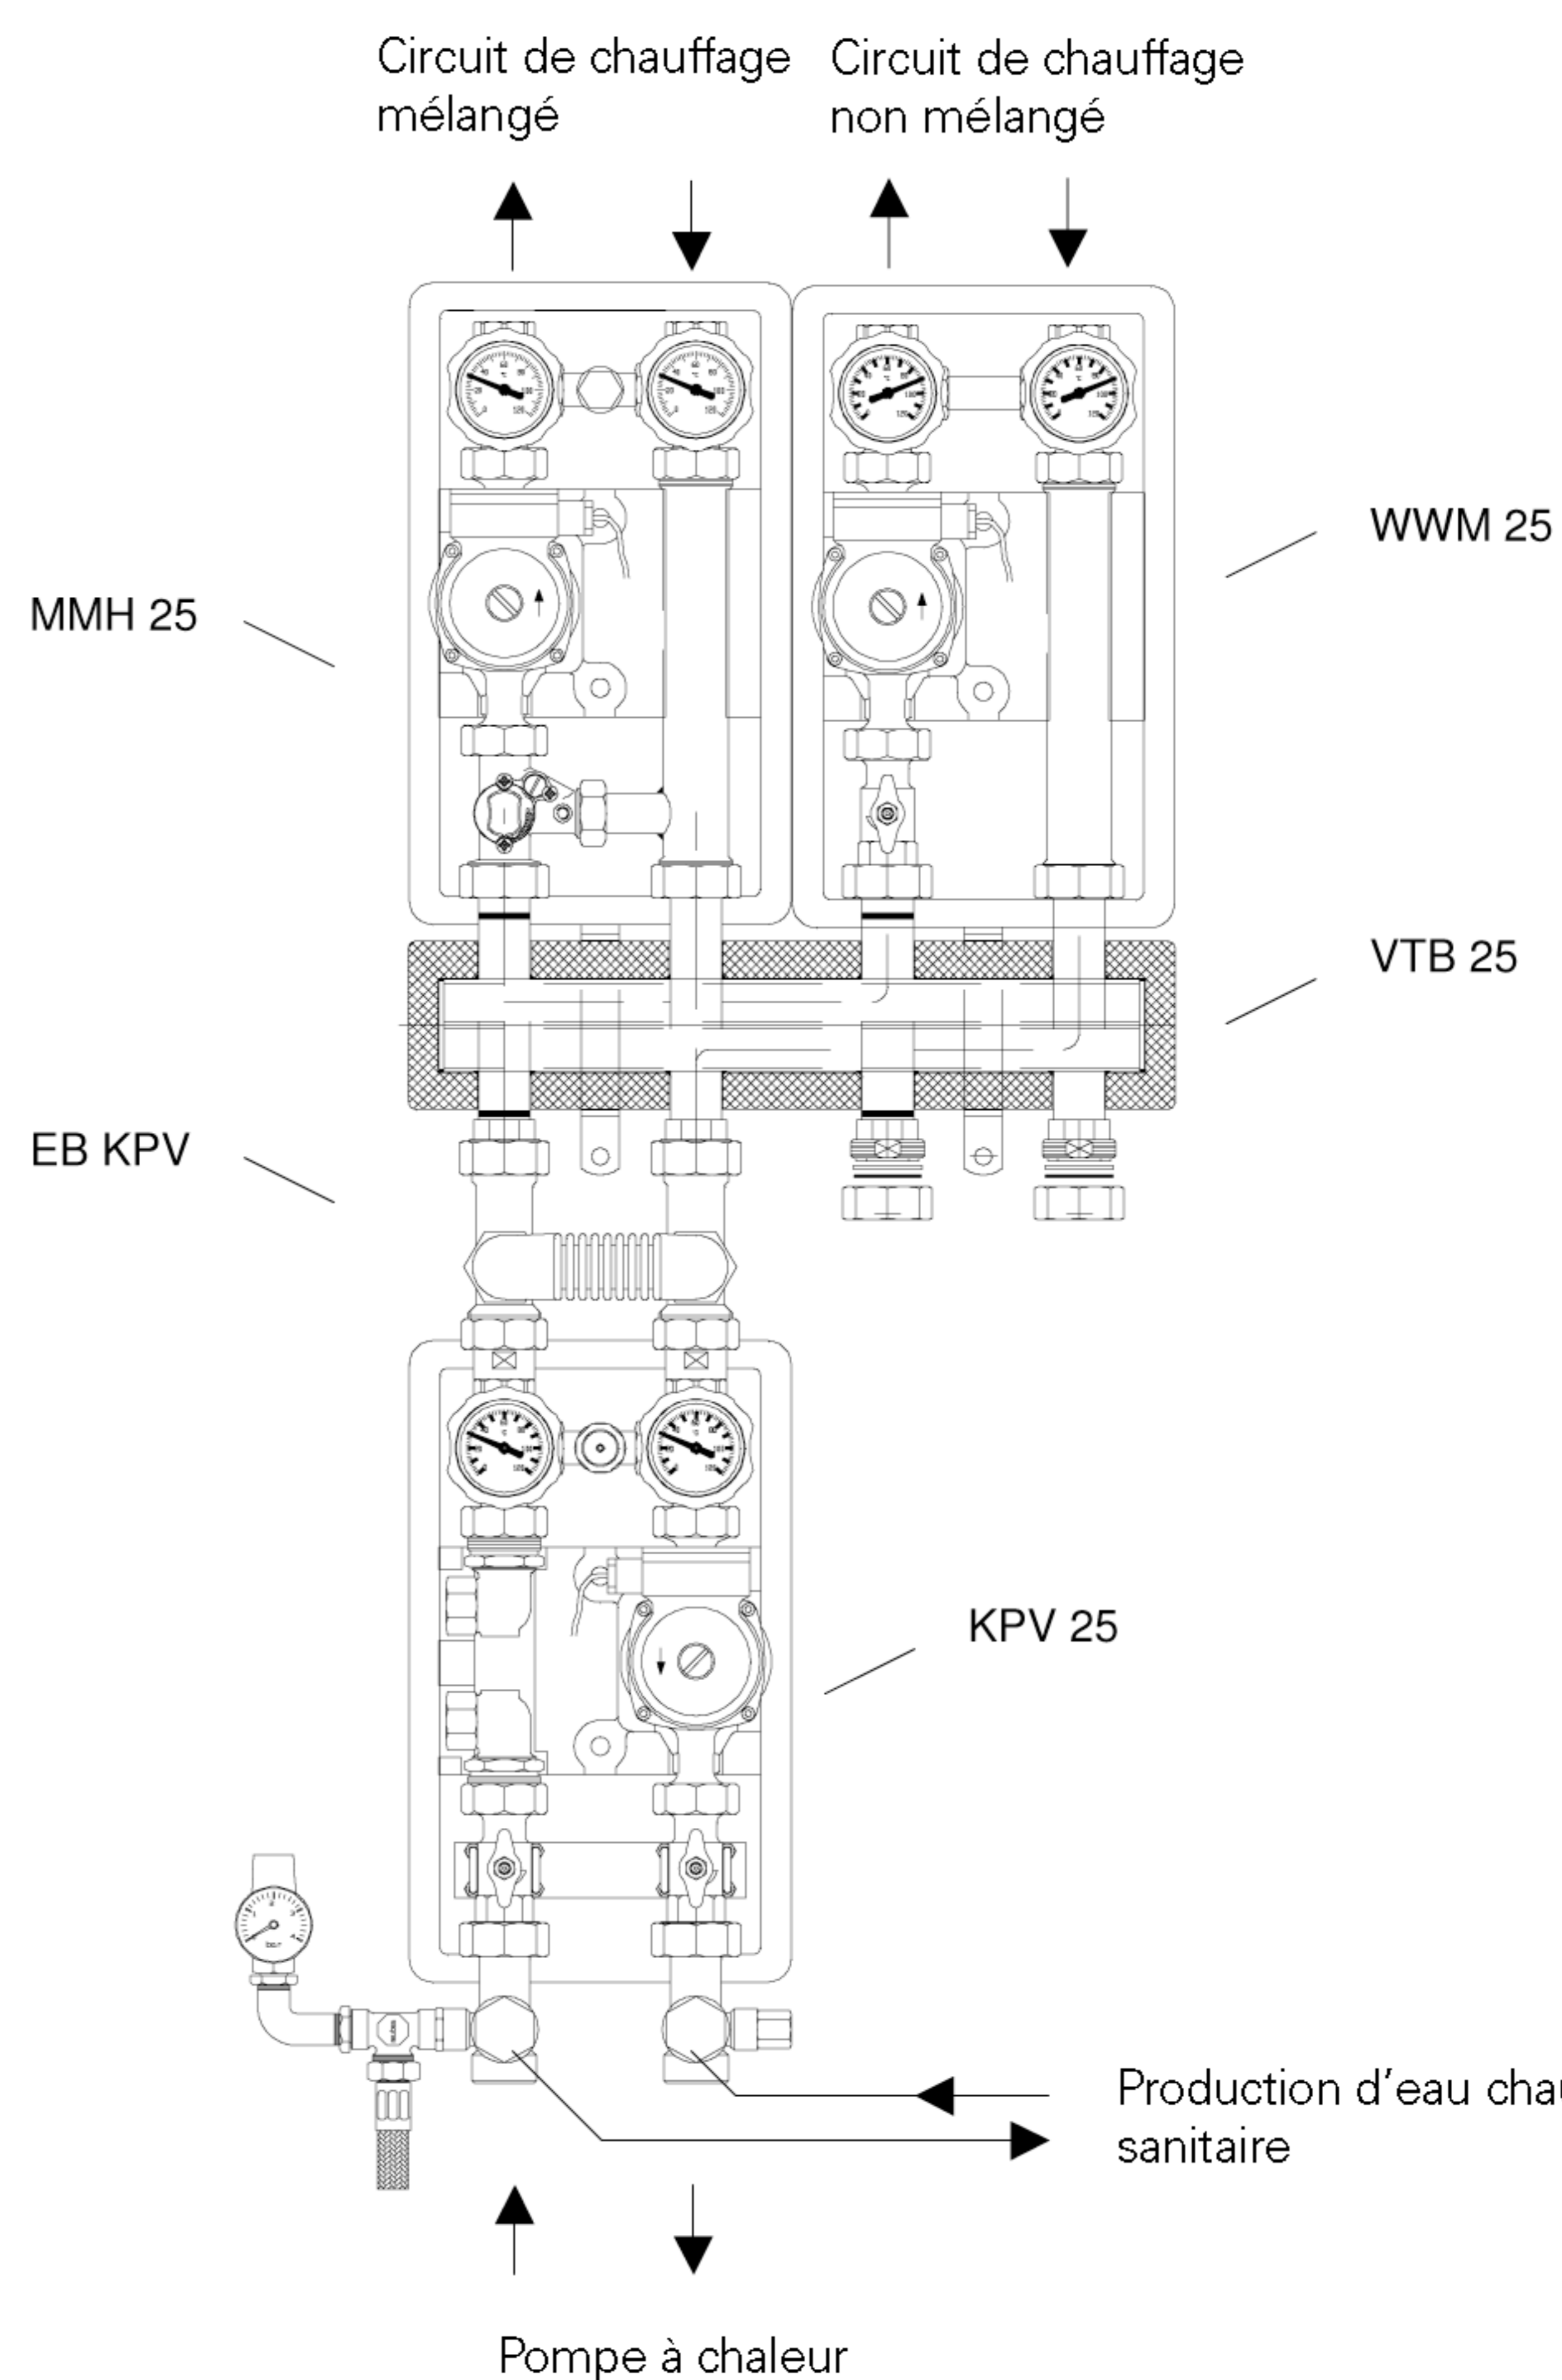 Circuit de chauffage
mélangé
Circuit de chauffage
non mélangé
WWM 25
MMH 25
VTB 25
EB KPV
KPV 25
Production d’eau
sanitaire
Pompe à chaleur